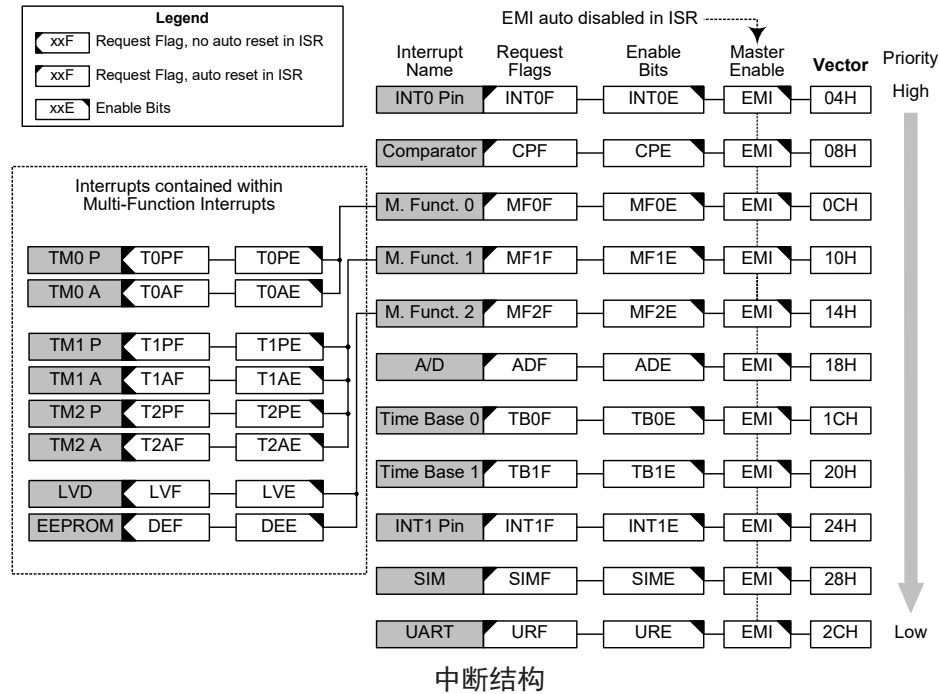 Legend
xxF Request Flag, no auto reset in ISR
xxF Request Flag, auto reset in ISR
xxE Enable Bits
EMI auto disabled in ISR
Interrupt Name Request Flags Enable Bits Master Enable Vector Priority
High
INT0 Pin INT0F INT0E EMI 04H
Comparator CPF CPE EMI 08H
M. Funct. 0 MF0F MF0E EMI 0CH
M. Funct. 1 MF1F MF1E EMI 10H
M. Funct. 2 MF2F MF2E EMI 14H
A/D ADF ADE EMI 18H
Time Base 0 TB0F TB0E EMI 1CH
Time Base 1 TB1F TB1E EMI 20H
INT1 Pin INT1F INT1E EMI 24H
SIM SIMF SIME EMI 28H
UART URF URE EMI 2CH
Low
Interrupts contained within
Multi-Function Interrupts
TM0 P T0PF T0PE
TM0 A T0AF T0AE
TM1 P T1PF T1PE
TM1 A T1AF T1AE
TM2 P T2PF T2PE
TM2 A T2AF T2AE
LVD LVF LVE
EEPROM DEF DEE
中断结构